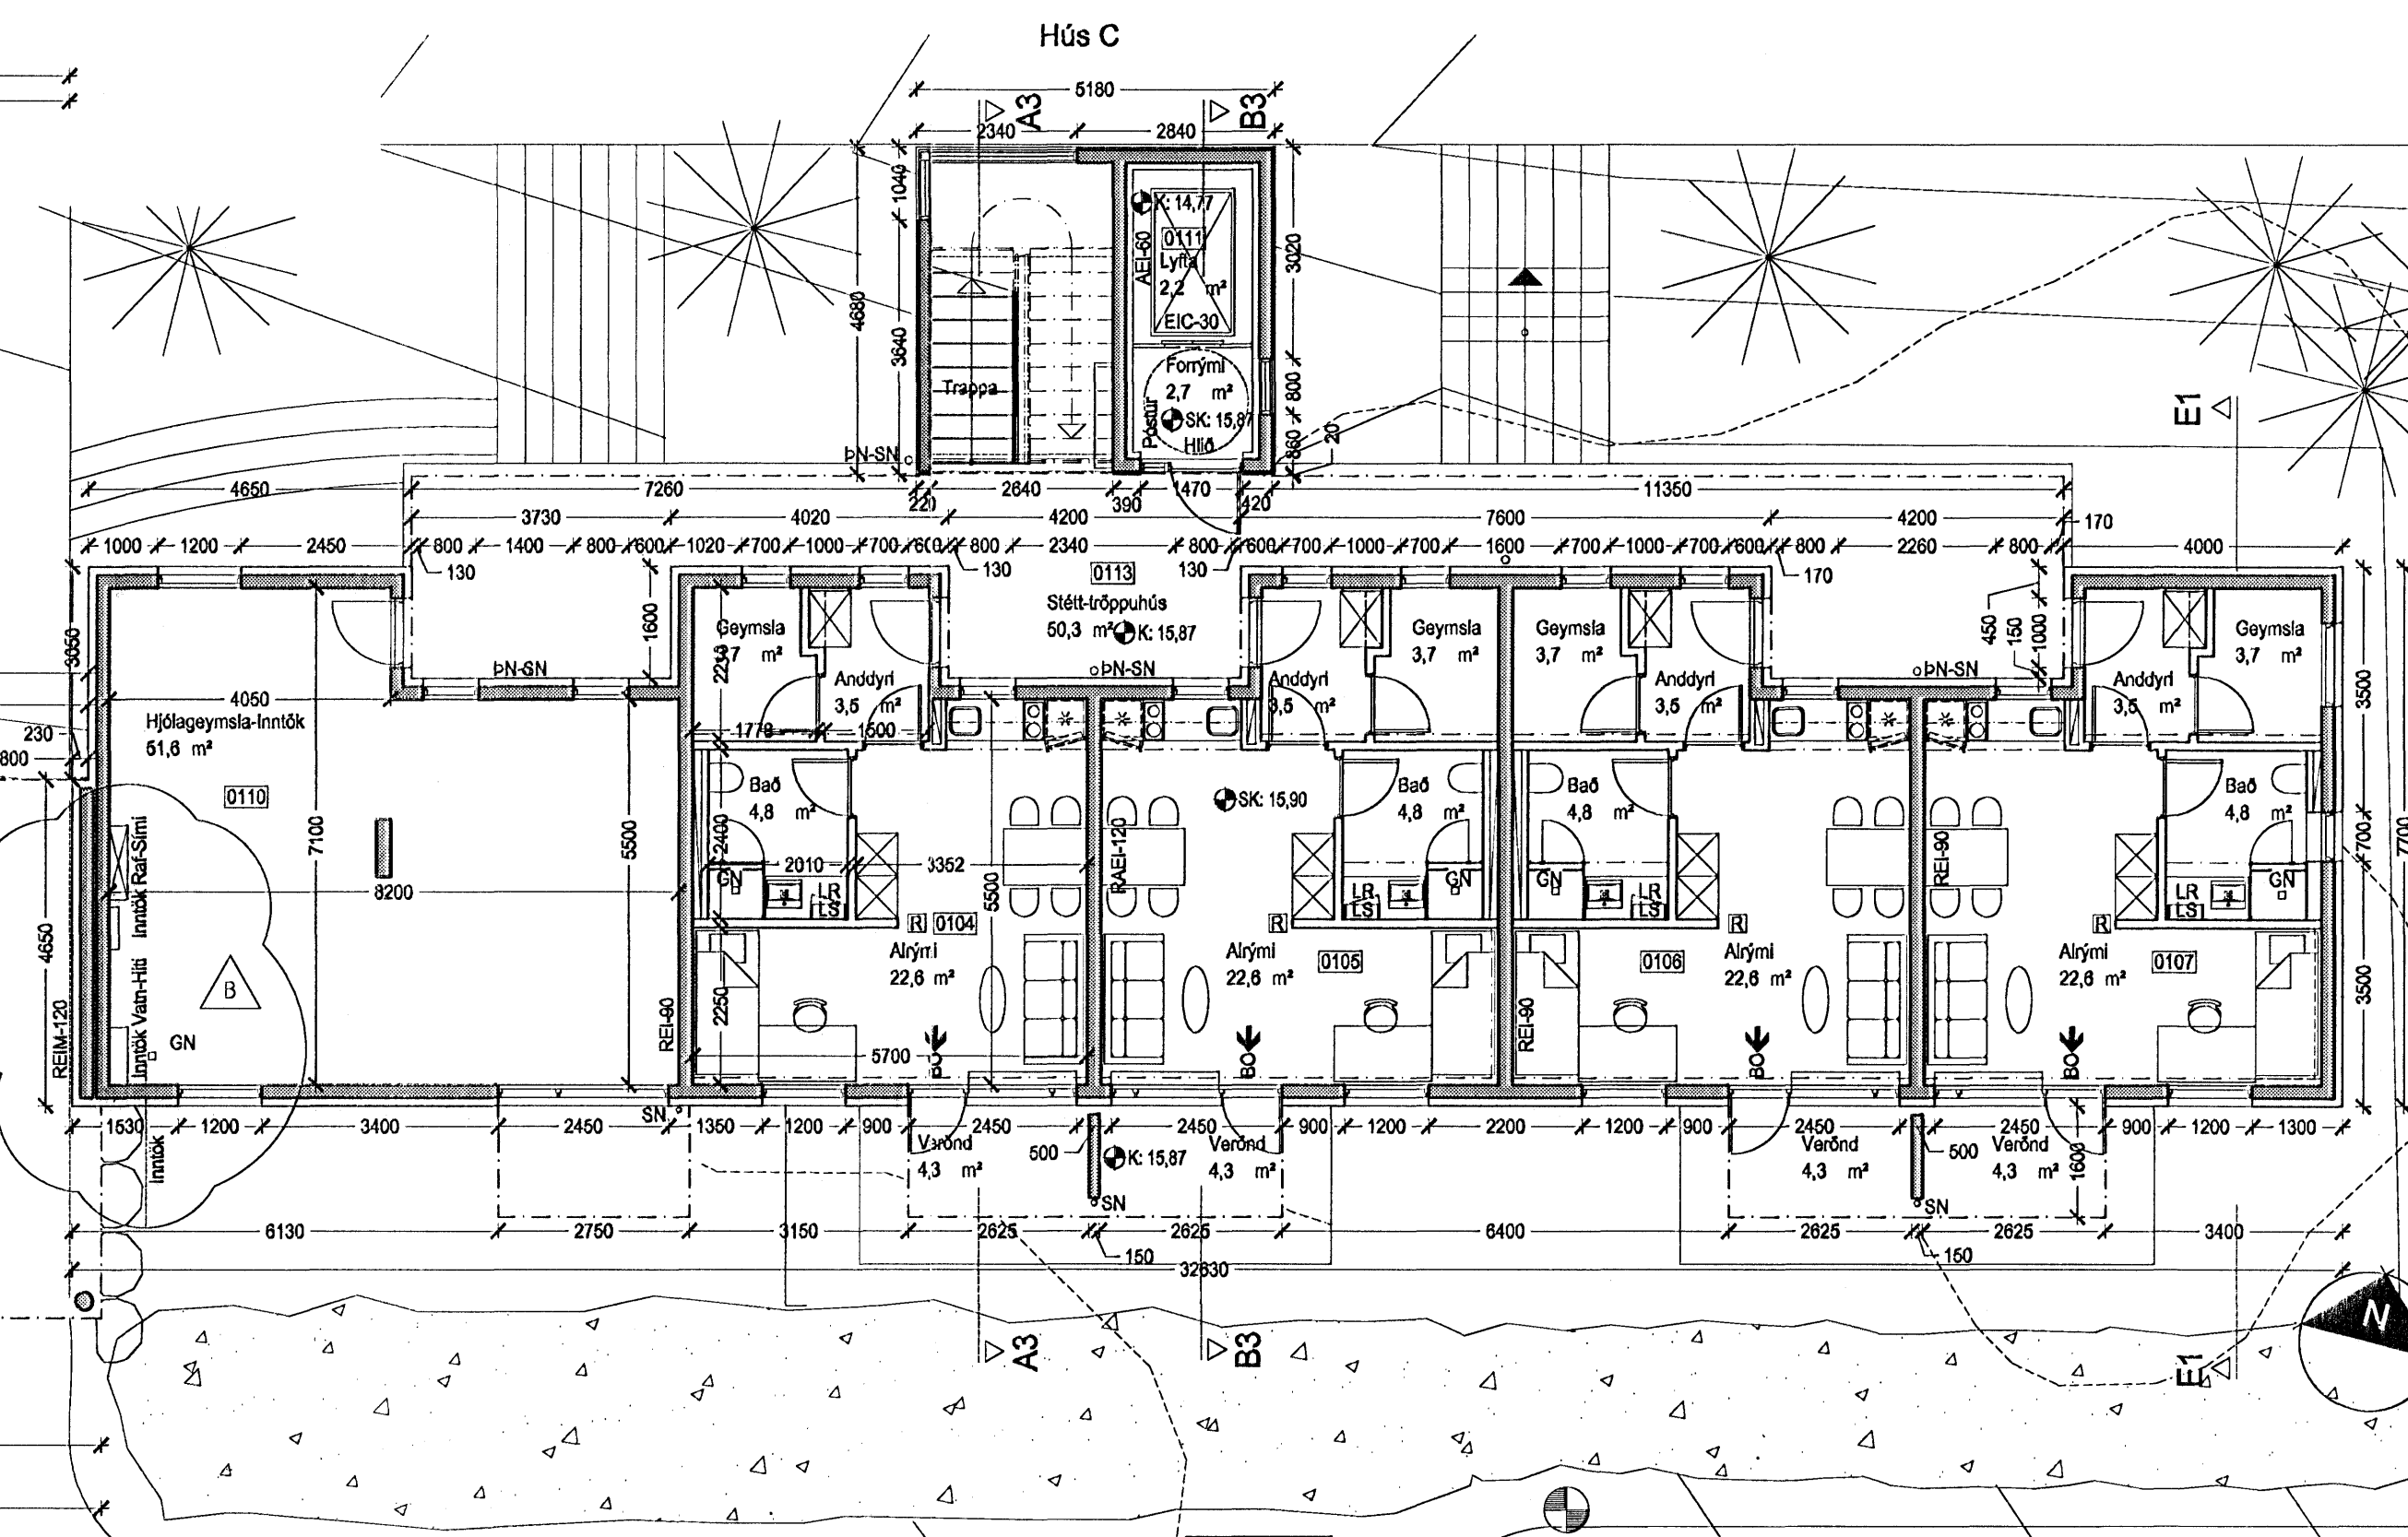 Hús C
5180
A3
B3
2340
2840
1040
4680
3640
K: 14,77
0111
Lyfta
2,2 m²
EIC-30
AEI-60
3020
Trappa
Forrými
2,7 m²
SK: 15,87
Hlið
Póstur
800
860
20
E1
ÞN-SN
4650
7260
2640
1470
11350
220
390
420
3730
4020
4200
7600
4200
170
1000
1200
2450
800
1400
800
600
1020
700
1000
700
600
800
2340
800
600
700
1000
700
1600
700
1000
700
600
800
2260
800
4000
130
130
130
170
0113
Stétt-tröppuhús
50,3 m²
K: 15,87
3050
1600
450
150
1000
ÞN-SN
ÞN-SN
ÞN-SN
Geymsla
m²
Anddyri
3,5 m²
Anddyri
3,5 m²
Geymsla
3,7 m²
Geymsla
3,7 m²
Anddyri
3,5 m²
Anddyri
3,5 m²
Geymsla
3,7 m²
3500
4050
Hjólageymsla-Inntök
51,6 m²
230
800
1778
1500
0110
Bað
4,8 m²
SK: 15,90
Bað
4,8 m²
Bað
4,8 m²
Bað
4,8 m²
700
7700
7100
5500
2400
2010
3352
8200
5500
RAEI-120
REI-90
GN
LR
LS
LR
LS
GN
GN
LR
LS
LR
LS
GN
Inntök Raf-Sími
Inntök Vatn-Hiti
4650
REIM-120
B
GN
R
0104
Alrými
22,6 m²
R
0105
Alrými
22,6 m²
R
0106
Alrými
22,6 m²
R
0107
Alrými
22,6 m²
3500
REI-90
2250
5700
REI-90
BO
BO
BO
BO
1530
1200
3400
2450
SN
1350
1200
900
2450
2450
900
1200
2200
1200
900
2450
2450
900
1200
1300
Inntök
Verönd
4,3 m²
500
K: 15,87
Verönd
4,3 m²
Verönd
4,3 m²
500
Verönd
4,3 m²
1600
SN
SN
6130
2750
3150
2625
2625
6400
2625
2625
3400
150
150
32630
A3
B3
E1
N